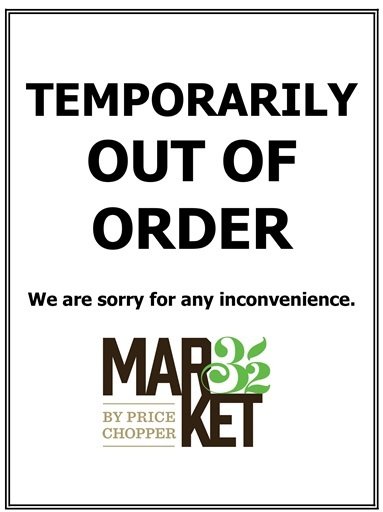 TEMPORARILY
OUT OF
ORDER
We are sorry for any inconvenience.
MAR 32
BY PRICE
CHOPPER
KET